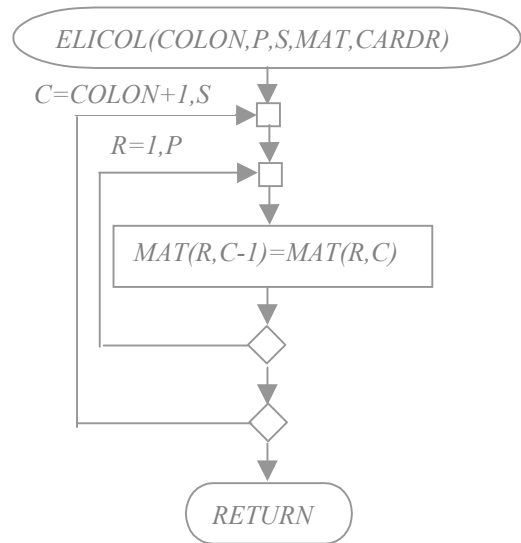 ELICOL(COLON,P,S,MAT,CARDR)
C=COLON+1,S
R=1,P
MAT(R,C-1)=MAT(R,C)
RETURN